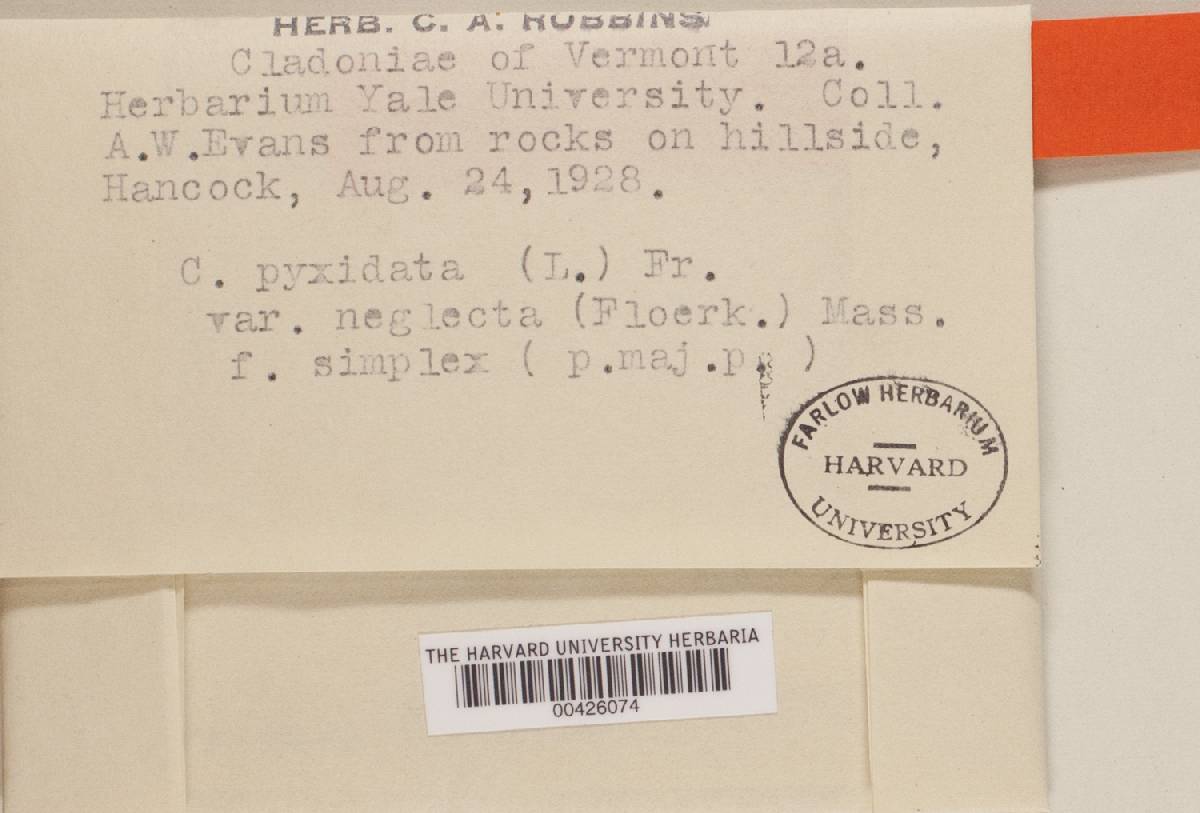 HERB. C. A. ROBBINS
Cladoniae of Vermont 12a.
Herbarium Yale University. Coll.
A.W.Evans from rocks on hillside,
Hancock, Aug. 24,1928.
C. pyxidata (L.) Fr.
var. neglecta (Floerk.) Mass.
f. simplex ( p.maj.p. )
FARLOW HERBARIUM
HARVARD
UNIVERSITY
THE HARVARD UNIVERSITY HERBARIA
00426074